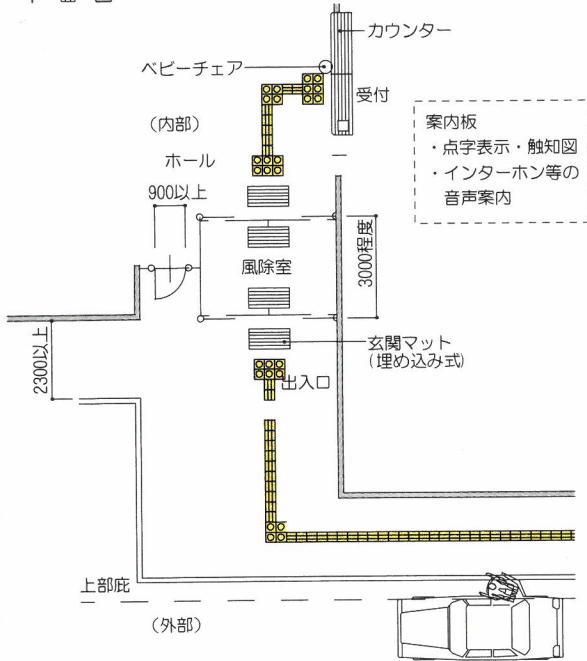 カウンター
ベビーチェア
受付
(内部)
案内板
・点字表示・触知図
・インターホン等の
音声案内
ホール
900以上
風除室
3000程度
2300以上
玄関マット
(埋め込み式)
出入口
上部庇
(外部)